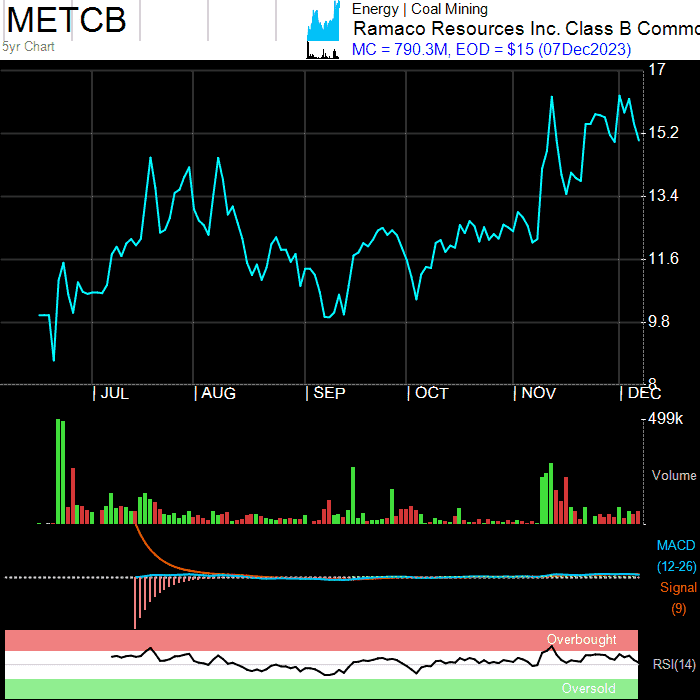 METCB
5yr Chart
Energy | Coal Mining
Ramaco Resources Inc. Class B Commo
MC = 790.3M, EOD = $15 (07Dec2023)
17
15.2
13.4
11.6
9.8
8
| JUL | AUG | SEP | OCT | NOV | DEC
499k
Volume
MACD
(12-26)
Signal
(9)
Overbought
RSI(14)
Oversold